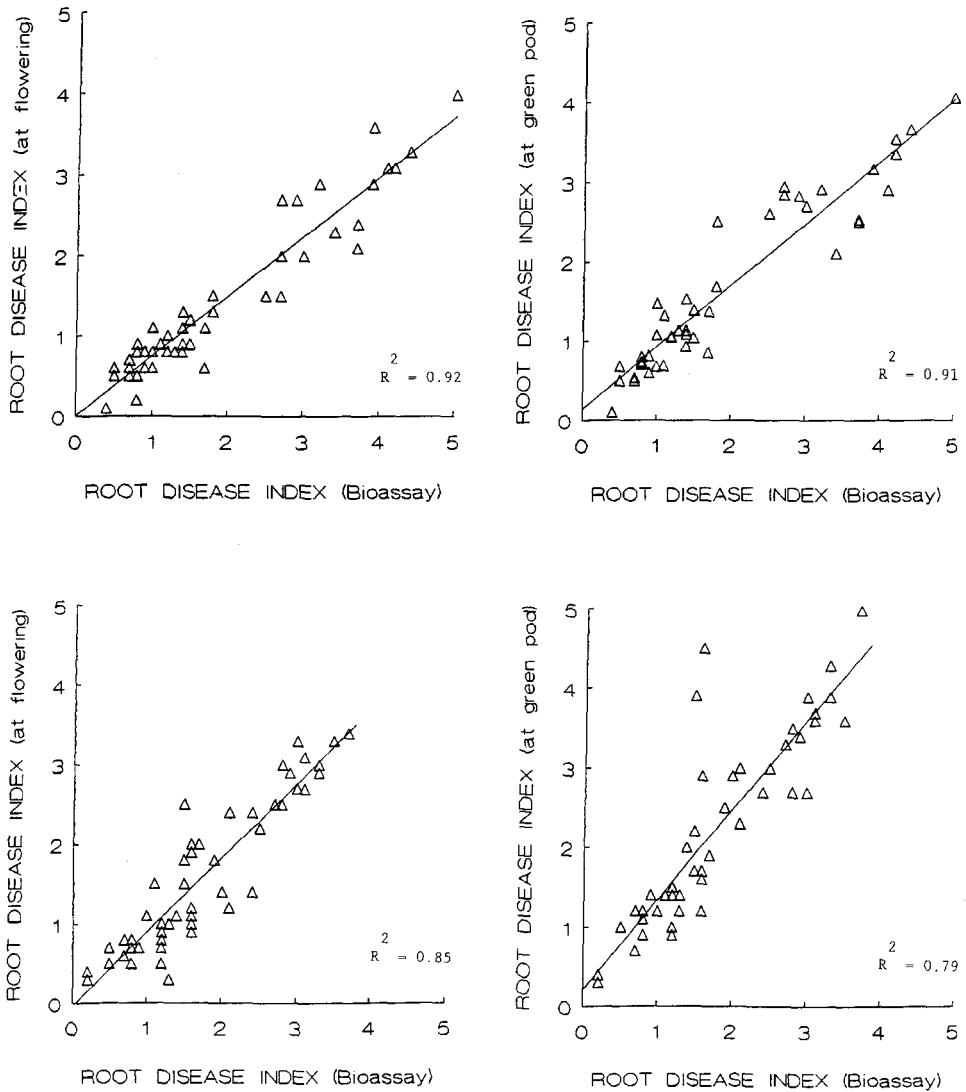 ROOT DISEASE INDEX (at flowering)
5
4
3
2
1
0
0 1 2 3 4 5
R² = 0.92
ROOT DISEASE INDEX (Bioassay)
ROOT DISEASE INDEX (at green pod)
5
4
3
2
1
0
0 1 2 3 4 5
R² = 0.91
ROOT DISEASE INDEX (Bioassay)
ROOT DISEASE INDEX (at flowering)
5
4
3
2
1
0
0 1 2 3 4 5
R² = 0.85
ROOT DISEASE INDEX (Bioassay)
ROOT DISEASE INDEX (at green pod)
5
4
3
2
1
0
0 1 2 3 4 5
R² = 0.79
ROOT DISEASE INDEX (Bioassay)